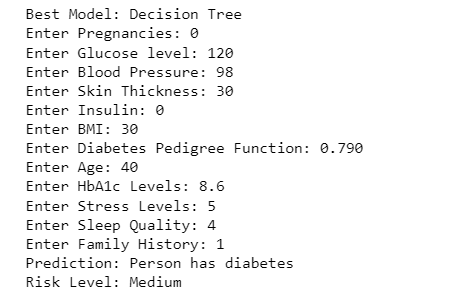 Best Model: Decision Tree
Enter Pregnancies: 0
Enter Glucose level: 120
Enter Blood Pressure: 98
Enter Skin Thickness: 30
Enter Insulin: 0
Enter BMI: 30
Enter Diabetes Pedigree Function: 0.790
Enter Age: 40
Enter HbA1c Levels: 8.6
Enter Stress Levels: 5
Enter Sleep Quality: 4
Enter Family History: 1
Prediction: Person has diabetes
Risk Level: Medium